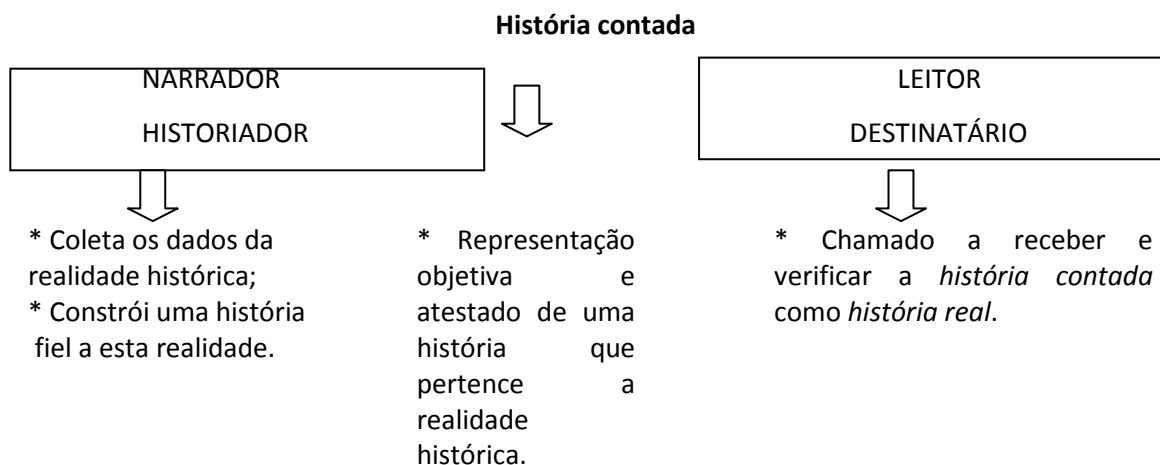 História contada
NARRADOR
HISTORIADOR
LEITOR
DESTINATÁRIO
* Coleta os dados da
realidade histórica;
* Constrói uma história
fiel a esta realidade.
* Representação
objetiva e
atestado de uma
história que
pertence a
realidade
histórica.
* Chamado a receber e
verificar a história contada
como história real.